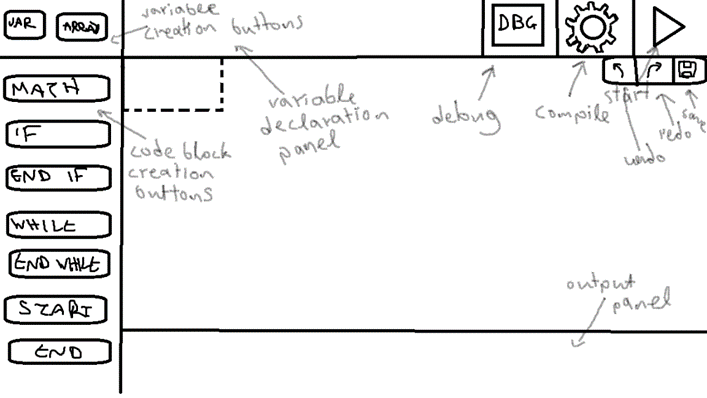 VAR
ARRAY
variable
creation buttons
DBG
MATH
IF
END IF
WHILE
END WHILE
START
END
code block
creation
buttons
variable
declaration
panel
debug
compile
start
undo
redo
save
output
panel